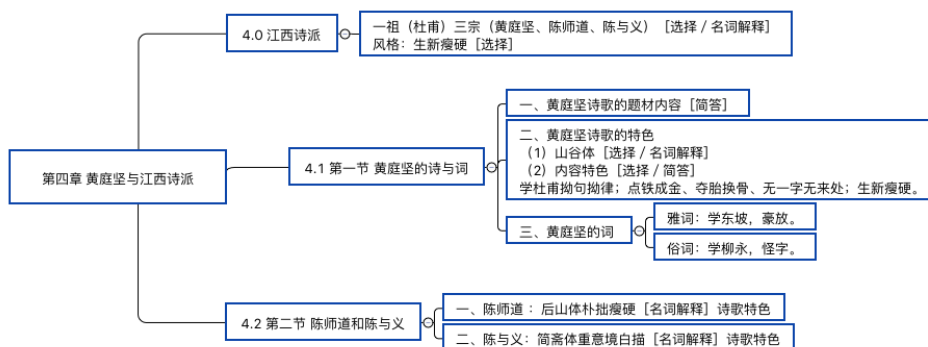 4.0 江西诗派
一祖（杜甫）三宗（黄庭坚、陈师道、陈与义）［选择 / 名词解释］
风格：生新瘦硬［选择］
第四章 黄庭坚与江西诗派
4.1 第一节 黄庭坚的诗与词
一、黄庭坚诗歌的题材内容［简答］
二、黄庭坚诗歌的特色
（1）山谷体［选择 / 名词解释］
（2）内容特色［选择 / 简答］
学杜甫拗句拗律；点铁成金、夺胎换骨、无一字无来处；生新瘦硬。
三、黄庭坚的词
雅词：学东坡，豪放。
俗词：学柳永，怪字。
4.2 第二节 陈师道和陈与义
一、陈师道 ：后山体朴拙瘦硬［名词解释］诗歌特色
二、陈与义：简斋体重意境白描［名词解释］诗歌特色